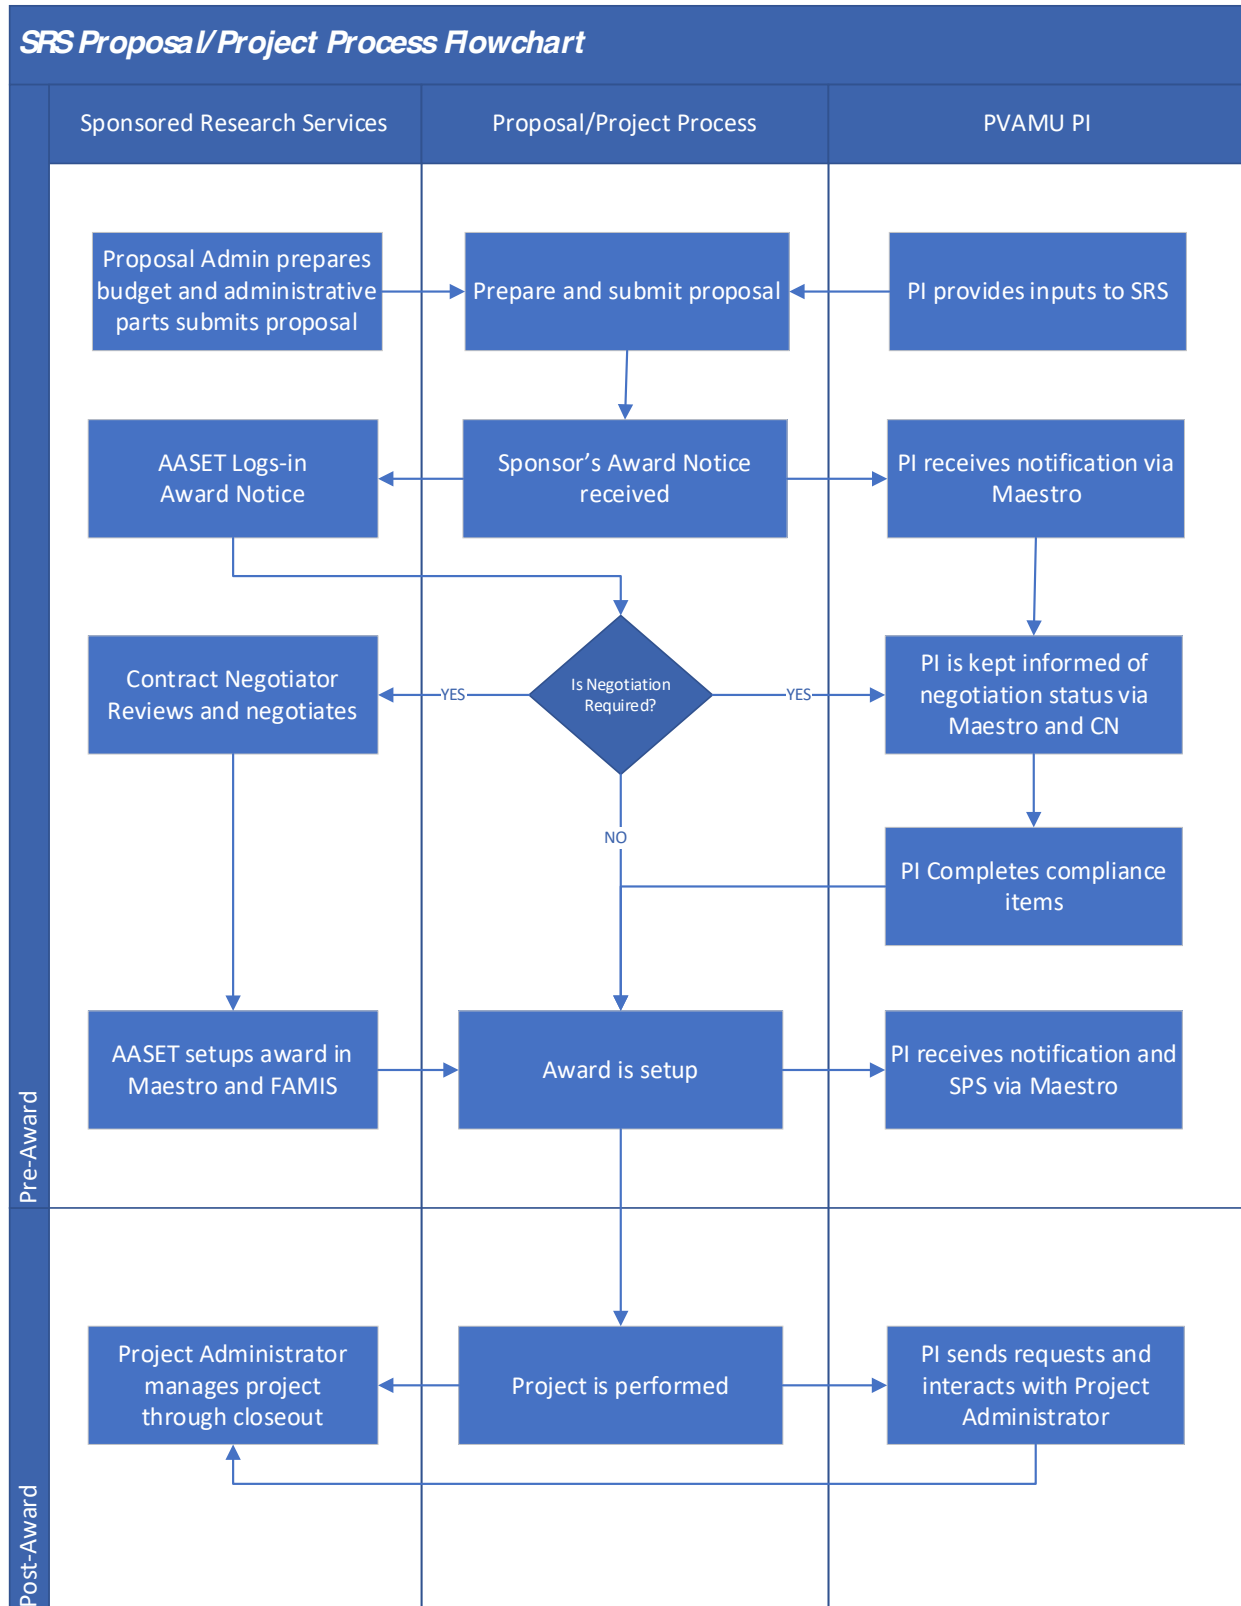 SRS Proposal/Project Process Flowchart
Sponsored Research Services
Proposal/Project Process
PVAMU PI
Proposal Admin prepares
budget and administrative
parts submits proposal
Prepare and submit proposal
PI provides inputs to SRS
AASET Logs-in
Award Notice
Sponsor’s Award Notice
received
PI receives notification via
Maestro
Contract Negotiator
Reviews and negotiates
YES
Is Negotiation
Required?
YES
PI is kept informed of
negotiation status via
Maestro and CN
NO
PI Completes compliance
items
AASET setups award in
Maestro and FAMIS
Award is setup
PI receives notification and
SPS via Maestro
Pre-Award
Project Administrator
manages project
through closeout
Project is performed
PI sends requests and
interacts with Project
Administrator
Post-Award